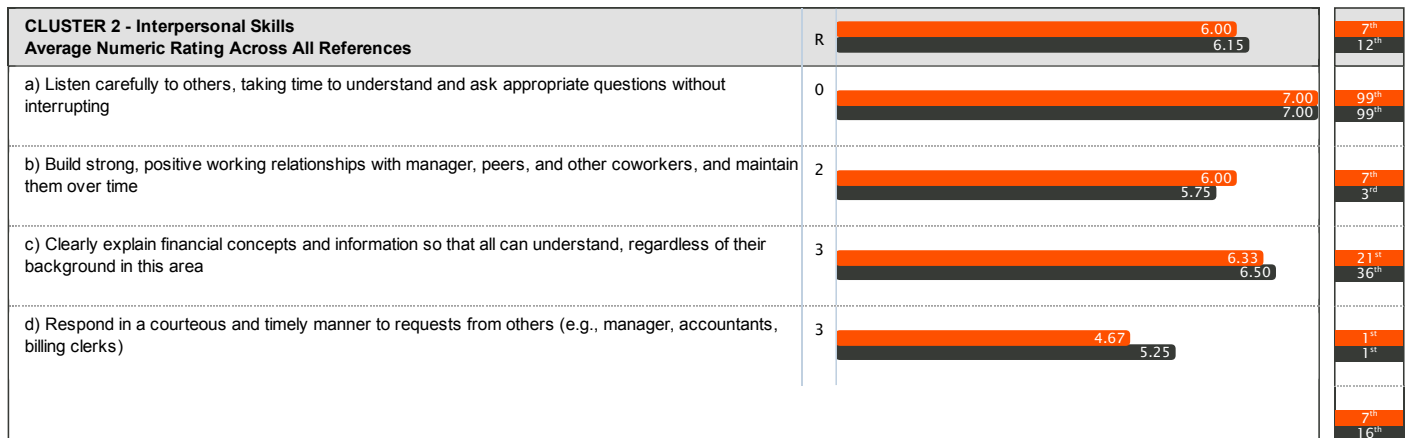 CLUSTER 2 - Interpersonal Skills
Average Numeric Rating Across All References
R
6.00
6.15
7th
12th
a) Listen carefully to others, taking time to understand and ask appropriate questions without
interrupting
0
7.00
7.00
99th
99th
b) Build strong, positive working relationships with manager, peers, and other coworkers, and maintain
them over time
2
6.00
5.75
7th
3rd
c) Clearly explain financial concepts and information so that all can understand, regardless of their
background in this area
3
6.33
6.50
21st
36th
d) Respond in a courteous and timely manner to requests from others (e.g., manager, accountants,
billing clerks)
3
4.67
5.25
1st
1st
7th
16th